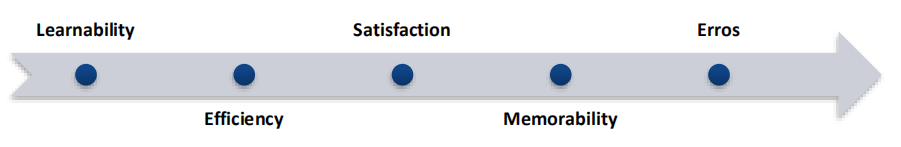 Learnability
Efficiency
Satisfaction
Memorability
Erros